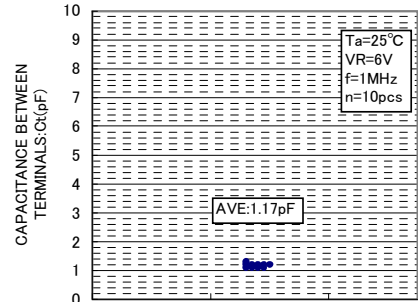 CAPACITANCE BETWEEN
TERMINALS:Ct(pF)
10
9
8
7
6
5
4
3
2
1
0
Ta=25℃
VR=6V
f=1MHz
n=10pcs
AVE:1.17pF